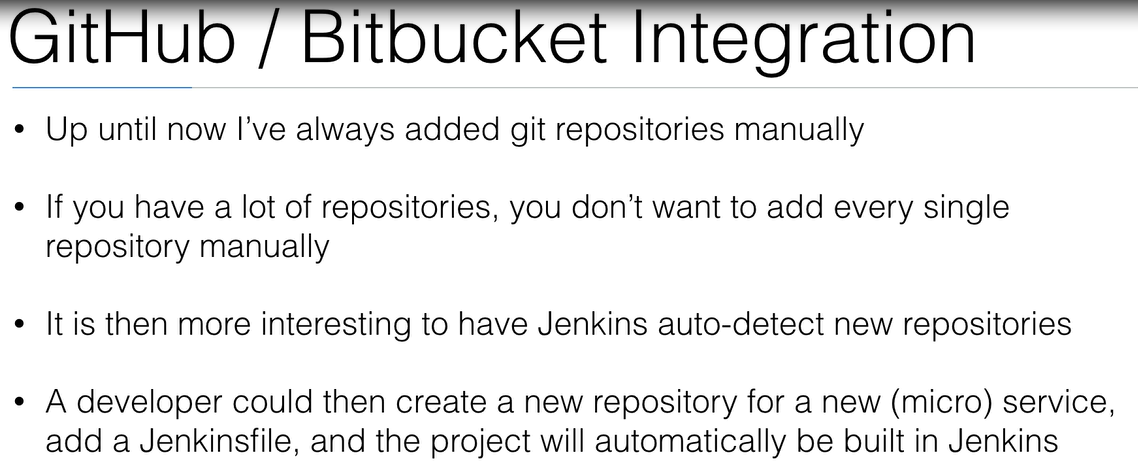 GitHub / Bitbucket Integration
• Up until now I've always added git repositories manually
• If you have a lot of repositories, you don't want to add every single
repository manually
• It is then more interesting to have Jenkins auto-detect new repositories
• A developer could then create a new repository for a new (micro) service,
add a Jenkinsfile, and the project will automatically be built in Jenkins